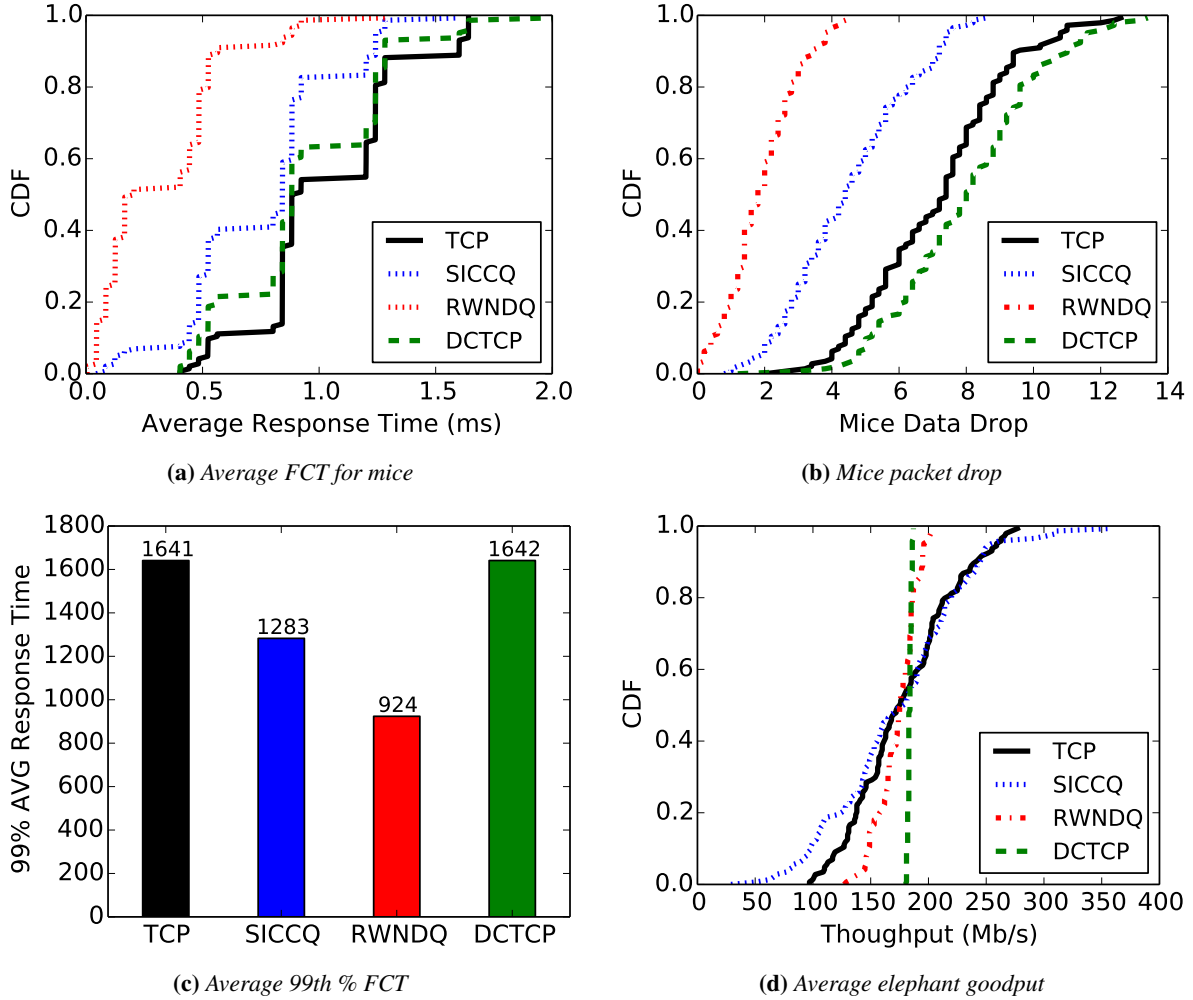 1.0
0.8
0.6
0.4
0.2
0.0
CDF
0.0 0.5 1.0 1.5 2.0
Average Response Time (ms)
TCP
SICCQ
RWNDQ
DCTCP
(a) Average FCT for mice
1.0
0.8
0.6
0.4
0.2
0.0
CDF
0 2 4 6 8 10 12 14
Mice Data Drop
TCP
SICCQ
RWNDQ
DCTCP
(b) Mice packet drop
1800
1600
1400
1200
1000
800
600
400
200
0
99% AVG Response Time
1641
1283
924
1642
TCP SICCQ RWNDQ DCTCP
(c) Average 99th % FCT
1.0
0.8
0.6
0.4
0.2
0.0
CDF
0 50 100 150 200 250 300 350 400
Thoughput (Mb/s)
TCP
SICCQ
RWNDQ
DCTCP
(d) Average elephant goodput